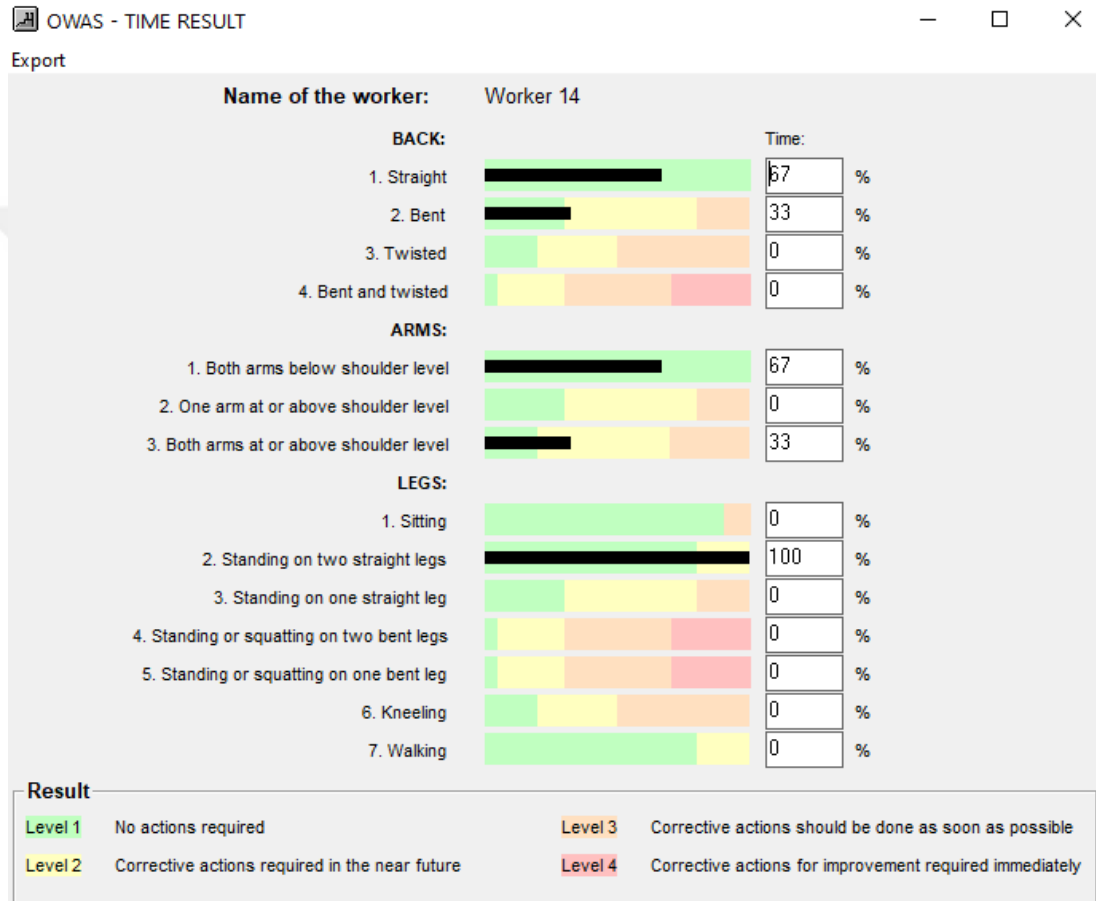 OWAS - TIME RESULT
Export
Name of the worker: Worker 14
BACK: Time:
1. Straight 67 %
2. Bent 33 %
3. Twisted 0 %
4. Bent and twisted 0 %
ARMS:
1. Both arms below shoulder level 67 %
2. One arm at or above shoulder level 0 %
3. Both arms at or above shoulder level 33 %
LEGS:
1. Sitting 0 %
2. Standing on two straight legs 100 %
3. Standing on one straight leg 0 %
4. Standing or squatting on two bent legs 0 %
5. Standing or squatting on one bent leg 0 %
6. Kneeling 0 %
7. Walking 0 %
Result
Level 1 No actions required Level 3 Corrective actions should be done as soon as possible
Level 2 Corrective actions required in the near future Level 4 Corrective actions for improvement required immediately